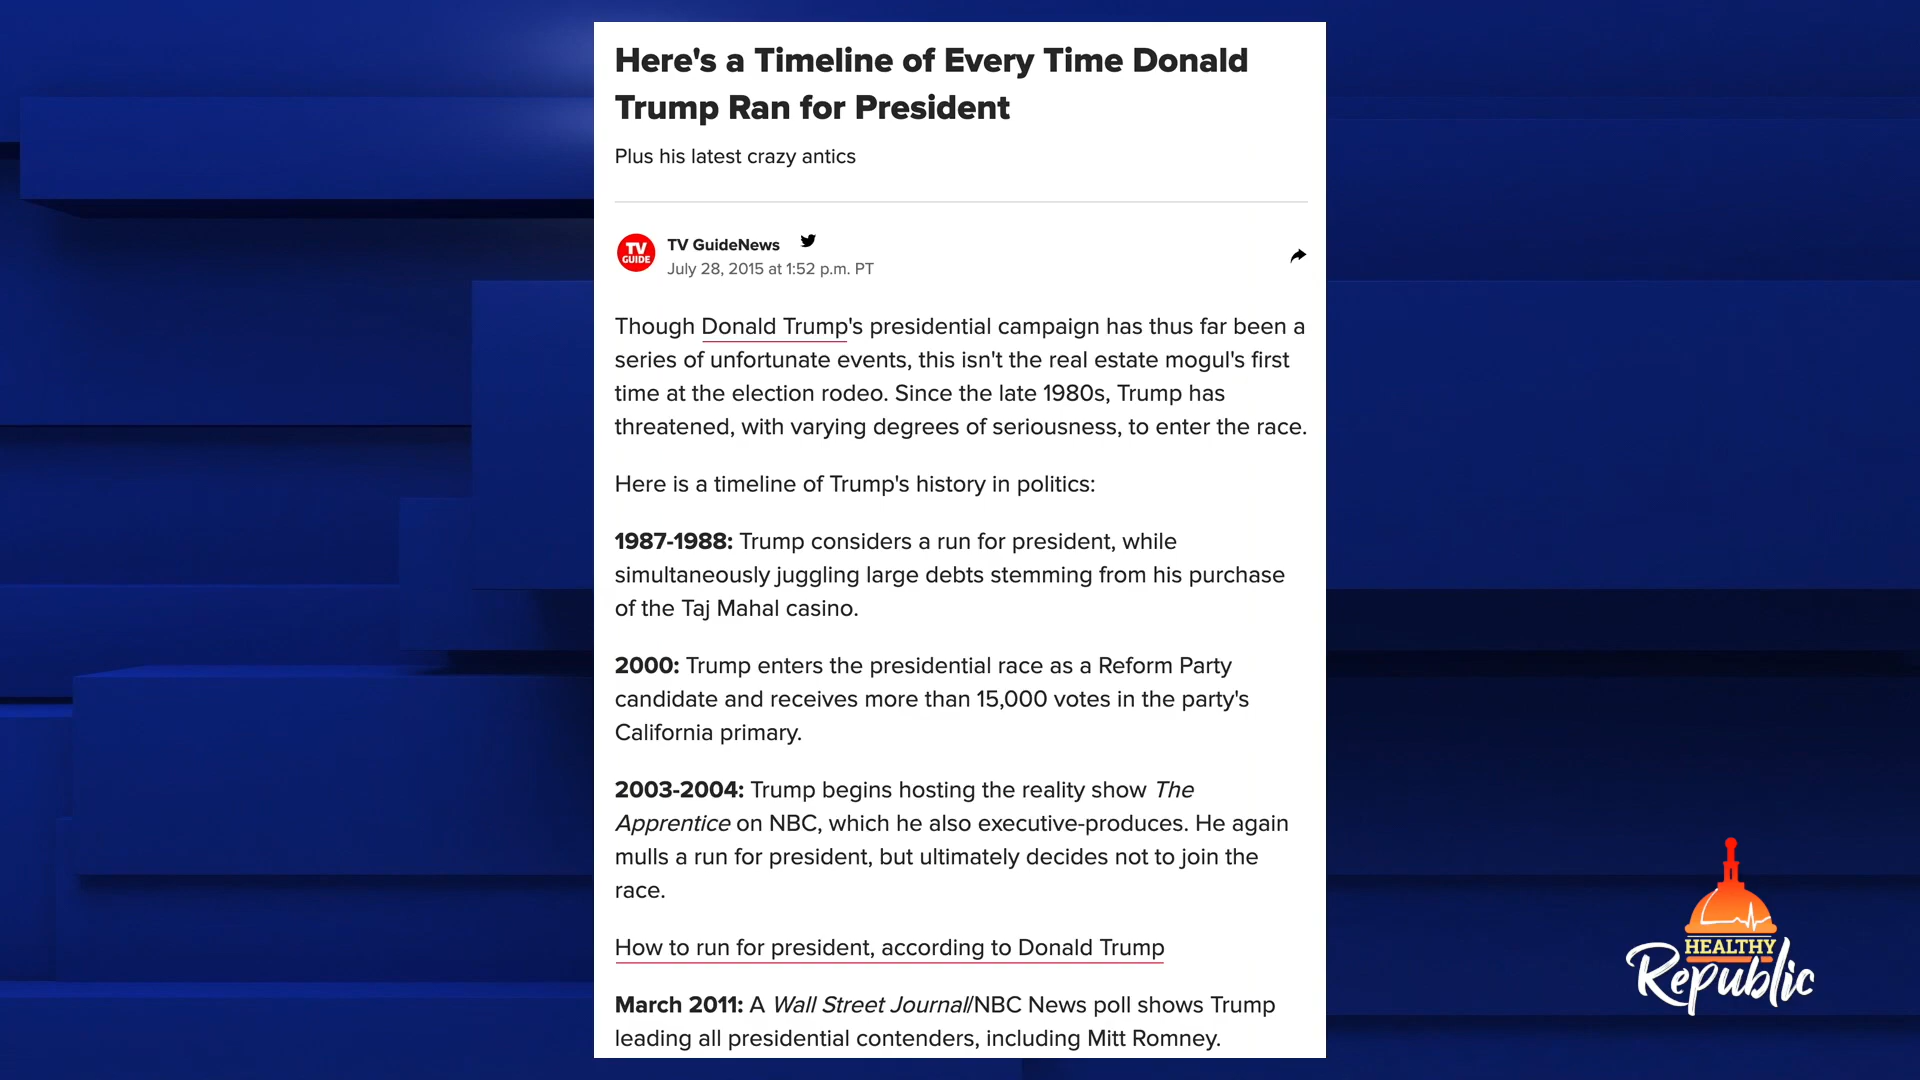 Here's a Timeline of Every Time Donald
Trump Ran for President
Plus his latest crazy antics
TV GUIDE
TV GuideNews
July 28, 2015 at 1:52 p.m. PT
Though Donald Trump's presidential campaign has thus far been a
series of unfortunate events, this isn't the real estate mogul's first
time at the election rodeo. Since the late 1980s, Trump has
threatened, with varying degrees of seriousness, to enter the race.
Here is a timeline of Trump's history in politics:
1987-1988: Trump considers a run for president, while
simultaneously juggling large debts stemming from his purchase
of the Taj Mahal casino.
2000: Trump enters the presidential race as a Reform Party
candidate and receives more than 15,000 votes in the party's
California primary.
2003-2004: Trump begins hosting the reality show The
Apprentice on NBC, which he also executive-produces. He again
mulls a run for president, but ultimately decides not to join the
race.
How to run for president, according to Donald Trump
March 2011: A Wall Street Journal/NBC News poll shows Trump
leading all presidential contenders, including Mitt Romney.
HEALTHY
Republic